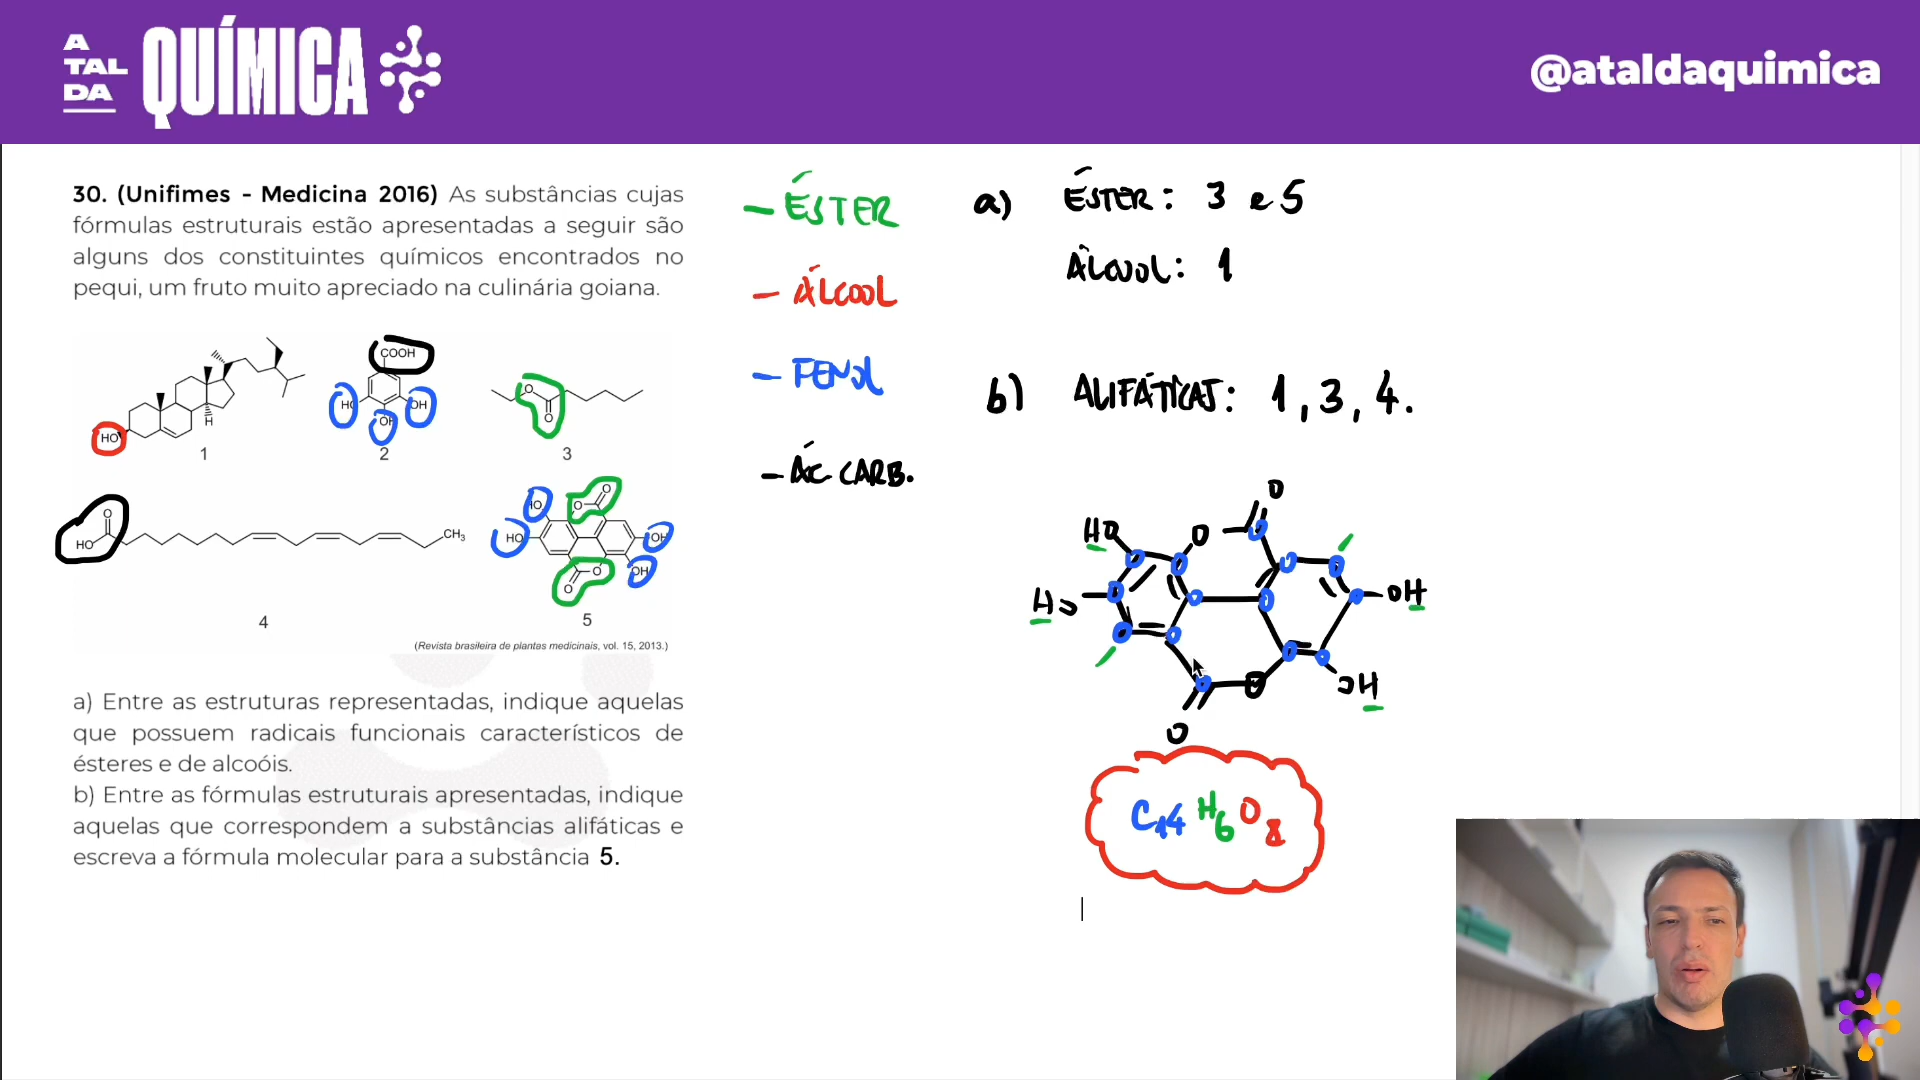 A TAL DA QUÍMICA
@ataldaquimica
30. (Unifimes - Medicina 2016) As substâncias cujas
fórmulas estruturais estão apresentadas a seguir são
alguns dos constituintes químicos encontrados no
pequi, um fruto muito apreciado na culinária goiana.
COOH
HO
OH
OH
O
O
H
HO
1
2
3
HO
O
O
O
HO
OH
CH₃
HO
O
OH
O
4
5
(Revista brasileira de plantas medicinais, vol. 15, 2013.)
a) Entre as estruturas representadas, indique aquelas
que possuem radicais funcionais característicos de
ésteres e de alcoóis.
b) Entre as fórmulas estruturais apresentadas, indique
aquelas que correspondem a substâncias alifáticas e
escreva a fórmula molecular para a substância 5.
- ÉSTER
- ÁLCOOL
- FENOL
- ÁC CARB.
a) ÉSTER: 3 e 5
ÁLCOOL: 1
b) ALIFÁTICAS: 1, 3, 4.
O
HO
O
HO
OH
OH
O
O
C14 H6 O8